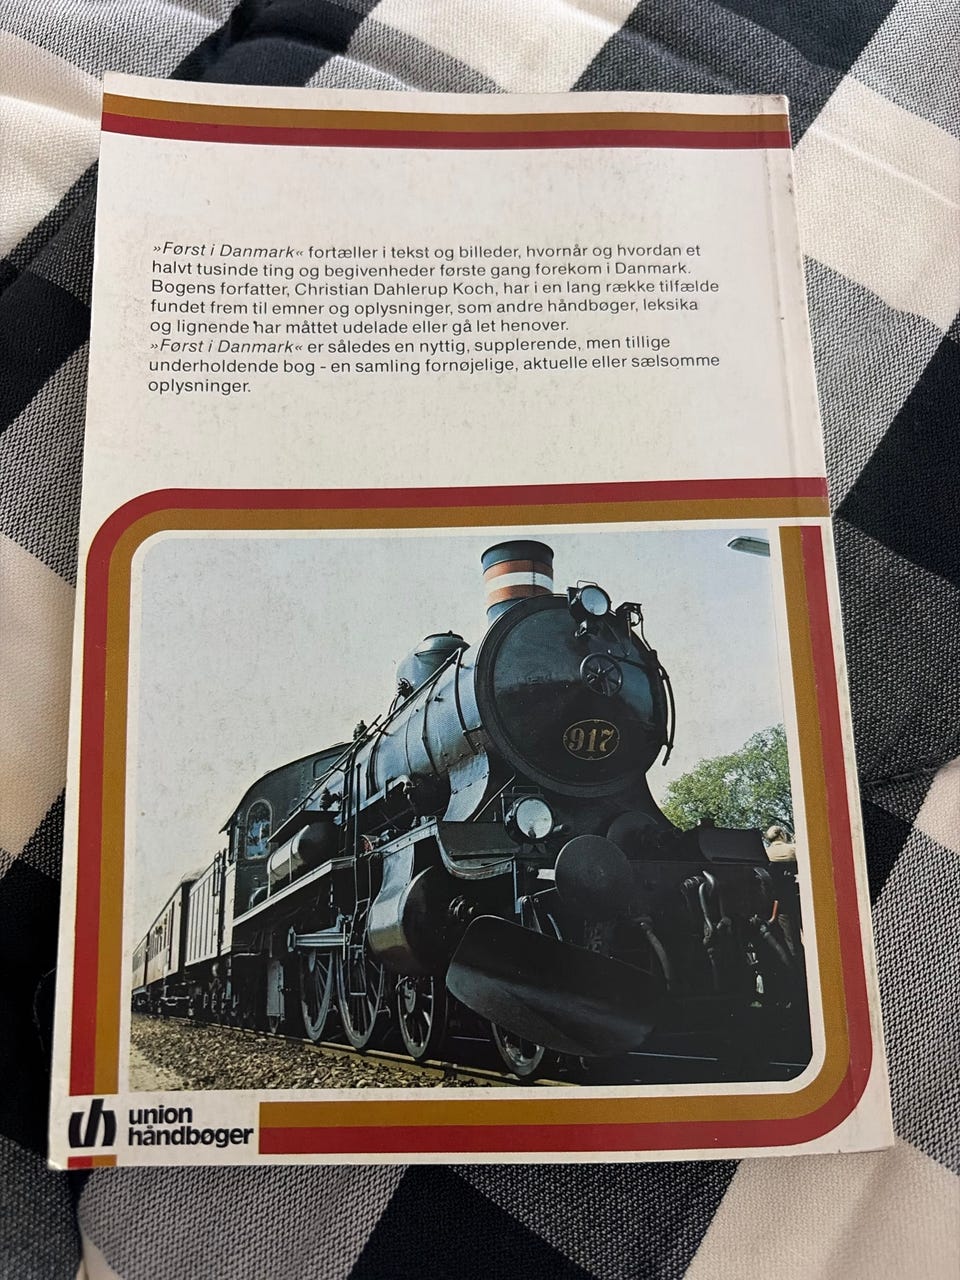 »Først i Danmark« fortæller i tekst og billeder, hvornår og hvordan et
halvt tusinde ting og begivenheder første gang forekom i Danmark.
Bogens forfatter, Christian Dahlerup Koch, har i en lang række tilfælde
fundet frem til emner og oplysninger, som andre håndbøger, leksika
og lignende har måttet udelade eller gå let henover.
»Først i Danmark« er således en nyttig, supplerende, men tillige
underholdende bog - en samling fornøjelige, aktuelle eller sælsomme
oplysninger.
917
uh union
håndbøger